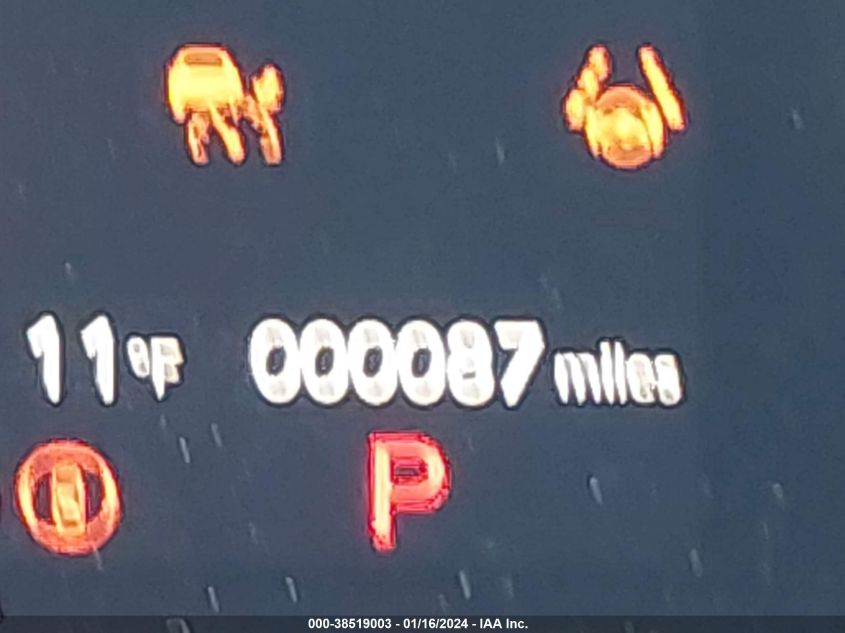 11°F 000087 miles
P
000-38519003 - 01/16/2024 - IAA Inc.